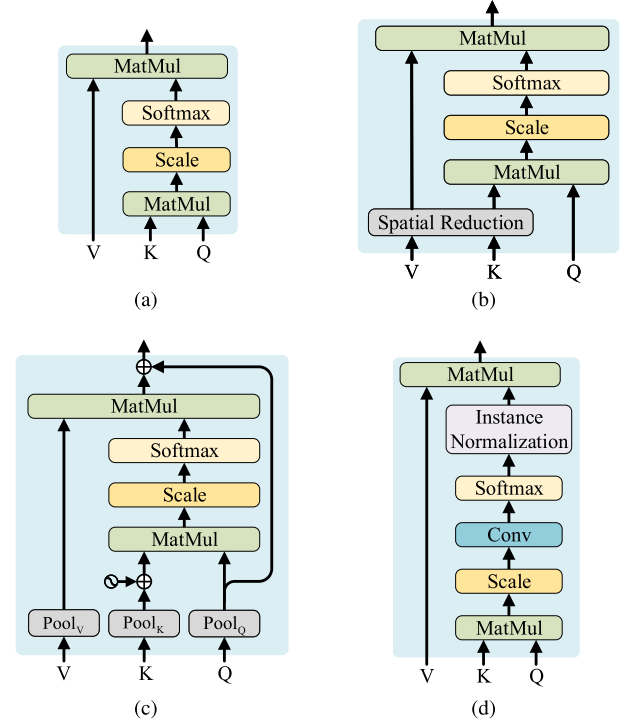 MatMul
Softmax
Scale
MatMul
V K Q
(a)
MatMul
Softmax
Scale
MatMul
Spatial Reduction
V K Q
(b)
MatMul
Softmax
Scale
MatMul
PoolV PoolK PoolQ
V K Q
(c)
MatMul
Instance
Normalization
Softmax
Conv
Scale
MatMul
V K Q
(d)